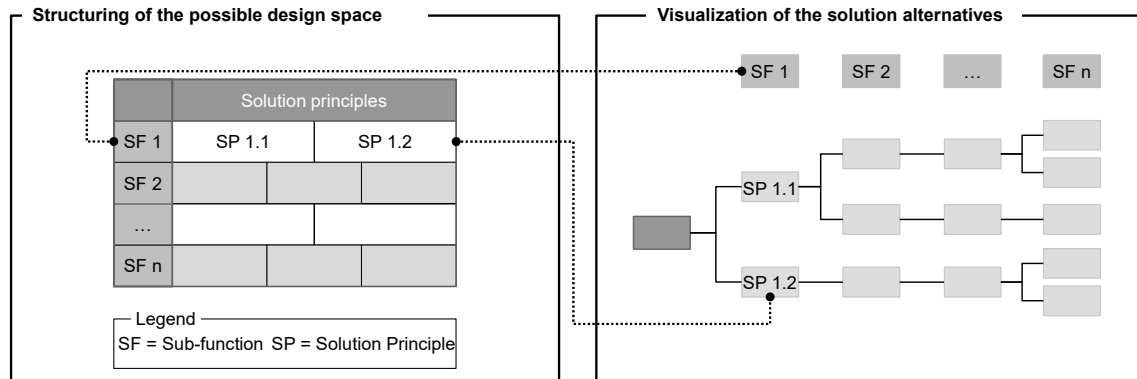 Structuring of the possible design space
Solution principles
SF 1 SP 1.1 SP 1.2
SF 2
...
SF n
Legend
SF = Sub-function SP = Solution Principle
Visualization of the solution alternatives
SF 1 SF 2 ... SF n
SP 1.1
SP 1.2